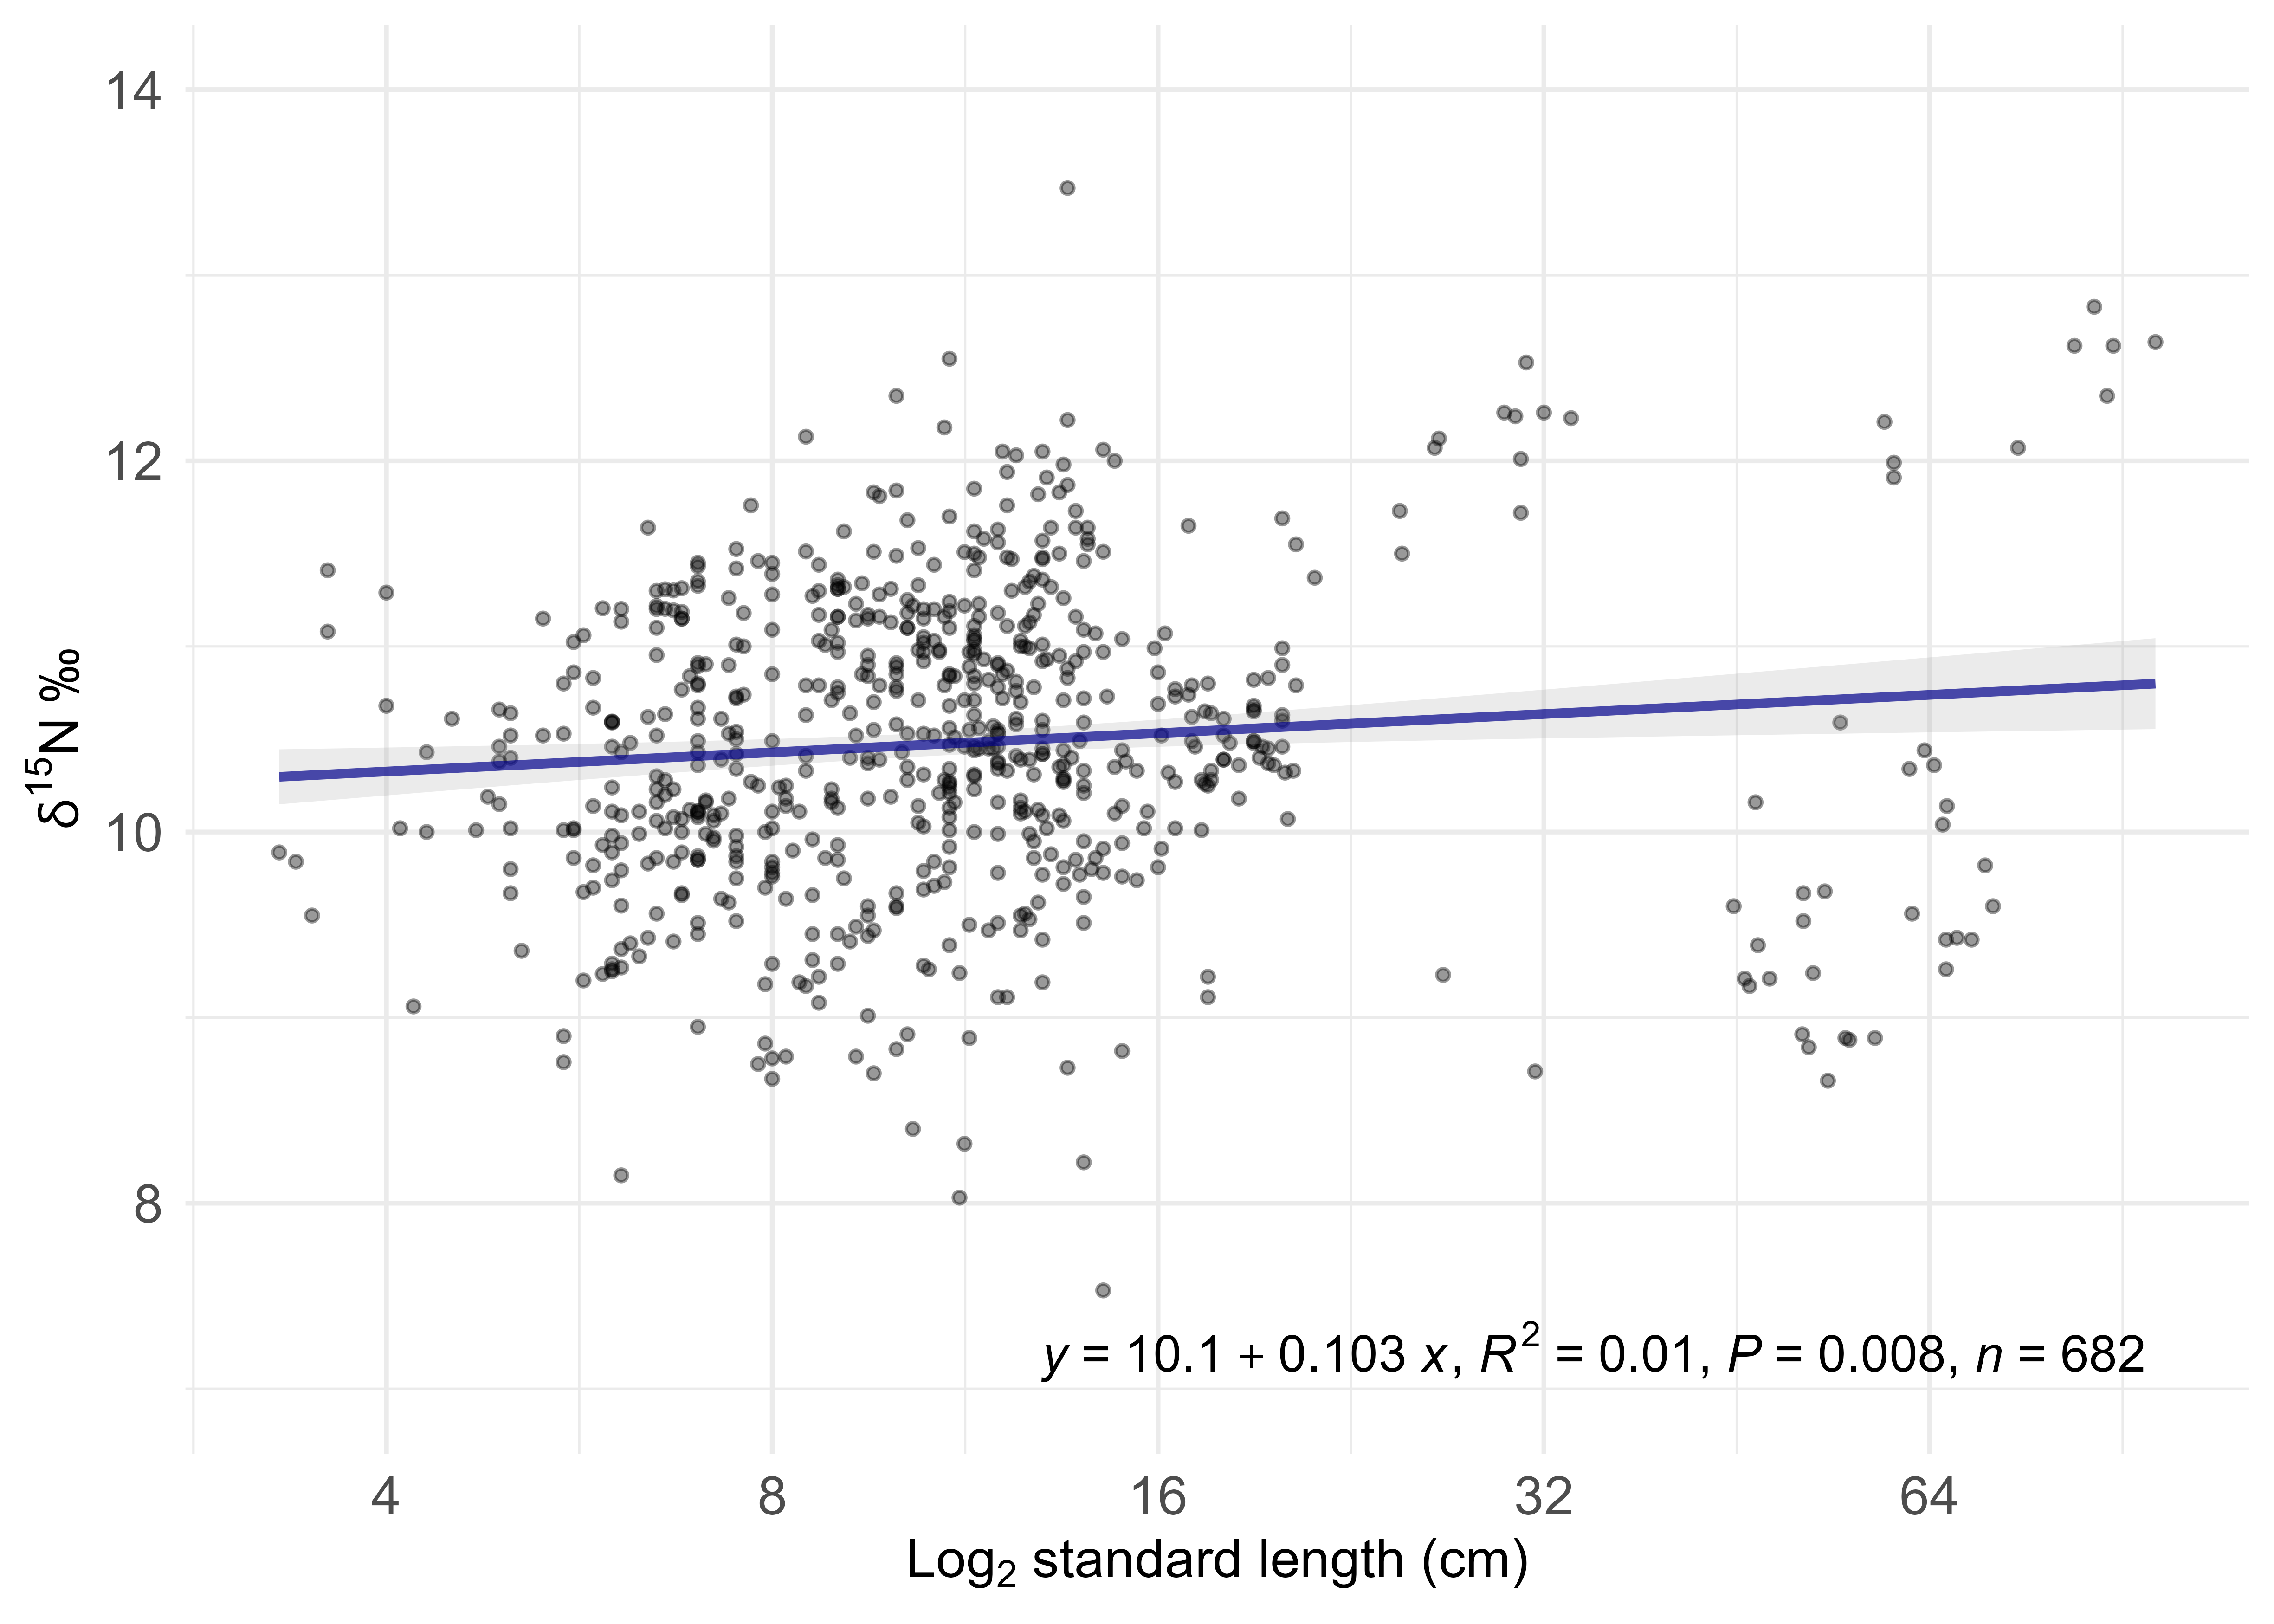 14
12
10
8
δ¹⁵N ‰
y = 10.1 + 0.103 x, R² = 0.01, P = 0.008, n = 682
4 8 16 32 64
Log₂ standard length (cm)